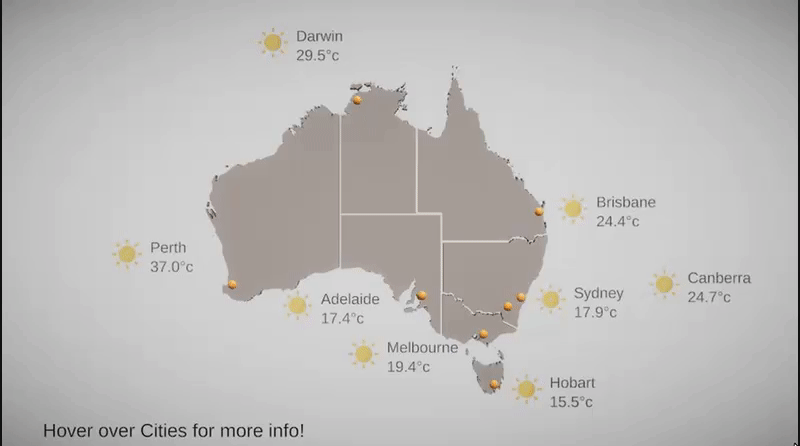 Darwin
29.5°c
Brisbane
24.4°c
Perth
37.0°c
Canberra
24.7°c
Adelaide
17.4°c
Sydney
17.9°c
Melbourne
19.4°c
Hobart
15.5°c
Hover over Cities for more info!